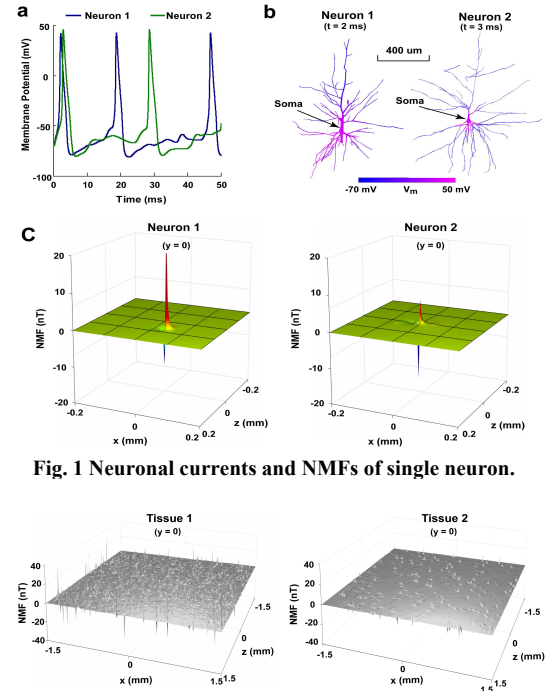 a
Neuron 1 Neuron 2
Membrane Potential (mV)
50
0
-50
-100
0 10 20 30 40 50
Time (ms)
b
Neuron 1
(t = 2 ms)
Neuron 2
(t = 3 ms)
400 um
Soma
Soma
-70 mV Vm 50 mV
C
Neuron 1
(y = 0)
NMF (nT)
20
10
0
-10
-20
-0.2
0
0.2
x (mm)
-0.2
0
0.2
z (mm)
Neuron 2
(y = 0)
NMF (nT)
20
10
0
-10
-20
-0.2
0
0.2
x (mm)
-0.2
0
0.2
z (mm)
Fig. 1 Neuronal currents and NMFs of single neuron.
Tissue 1
(y = 0)
NMF (nT)
40
20
0
-20
-40
-1.5
0
1.5
x (mm)
-1.5
0
1.5
z (mm)
Tissue 2
(y = 0)
NMF (nT)
40
20
0
-20
-40
-1.5
0
1.5
x (mm)
-1.5
0
1.5
z (mm)